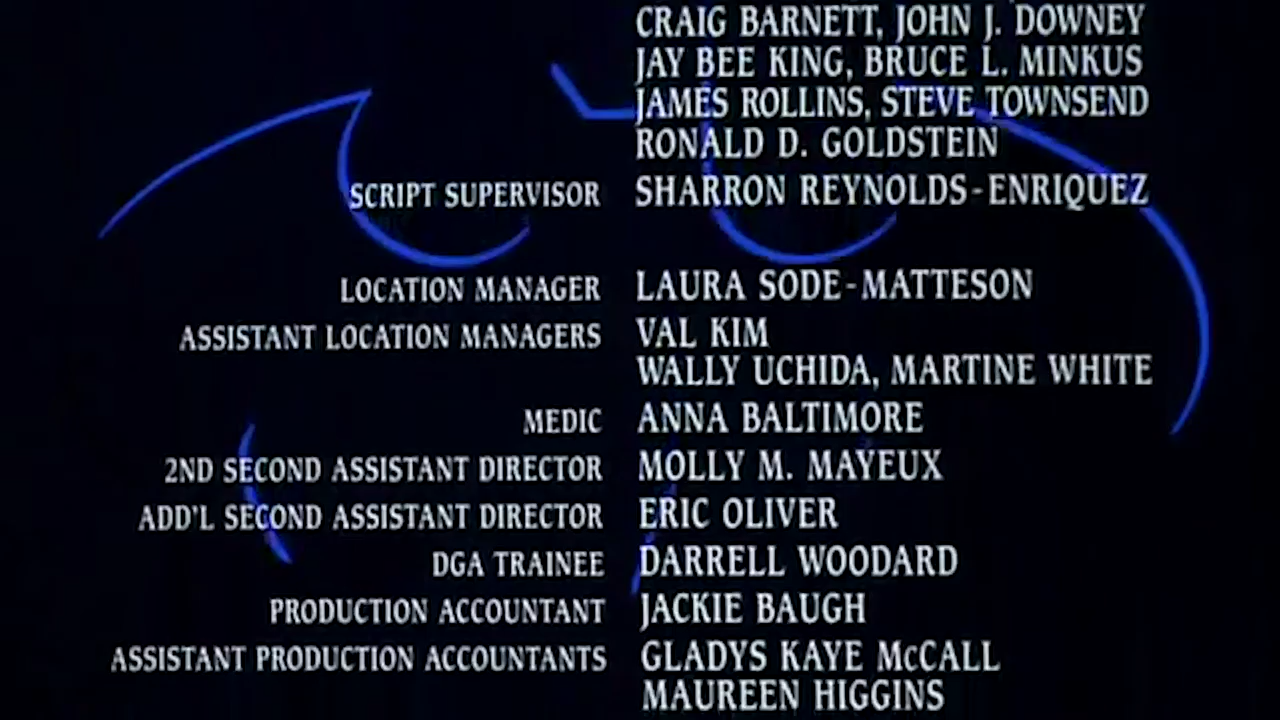 CRAIG BARNETT, JOHN J. DOWNEY
JAY BEE KING, BRUCE L. MINKUS
JAMES ROLLINS, STEVE TOWNSEND
RONALD D. GOLDSTEIN
SCRIPT SUPERVISOR SHARRON REYNOLDS-ENRIQUEZ
LOCATION MANAGER LAURA SODE-MATTESON
ASSISTANT LOCATION MANAGERS VAL KIM
WALLY UCHIDA, MARTINE WHITE
MEDIC ANNA BALTIMORE
2ND SECOND ASSISTANT DIRECTOR MOLLY M. MAYEUX
ADD'L SECOND ASSISTANT DIRECTOR ERIC OLIVER
DGA TRAINEE DARRELL WOODARD
PRODUCTION ACCOUNTANT JACKIE BAUGH
ASSISTANT PRODUCTION ACCOUNTANTS GLADYS KAYE McCALL
MAUREEN HIGGINS